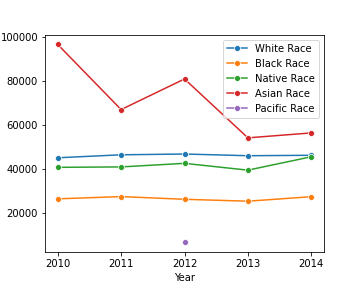 100000
80000
60000
40000
20000
White Race
Black Race
Native Race
Asian Race
Pacific Race
2010 2011 2012 2013 2014
Year